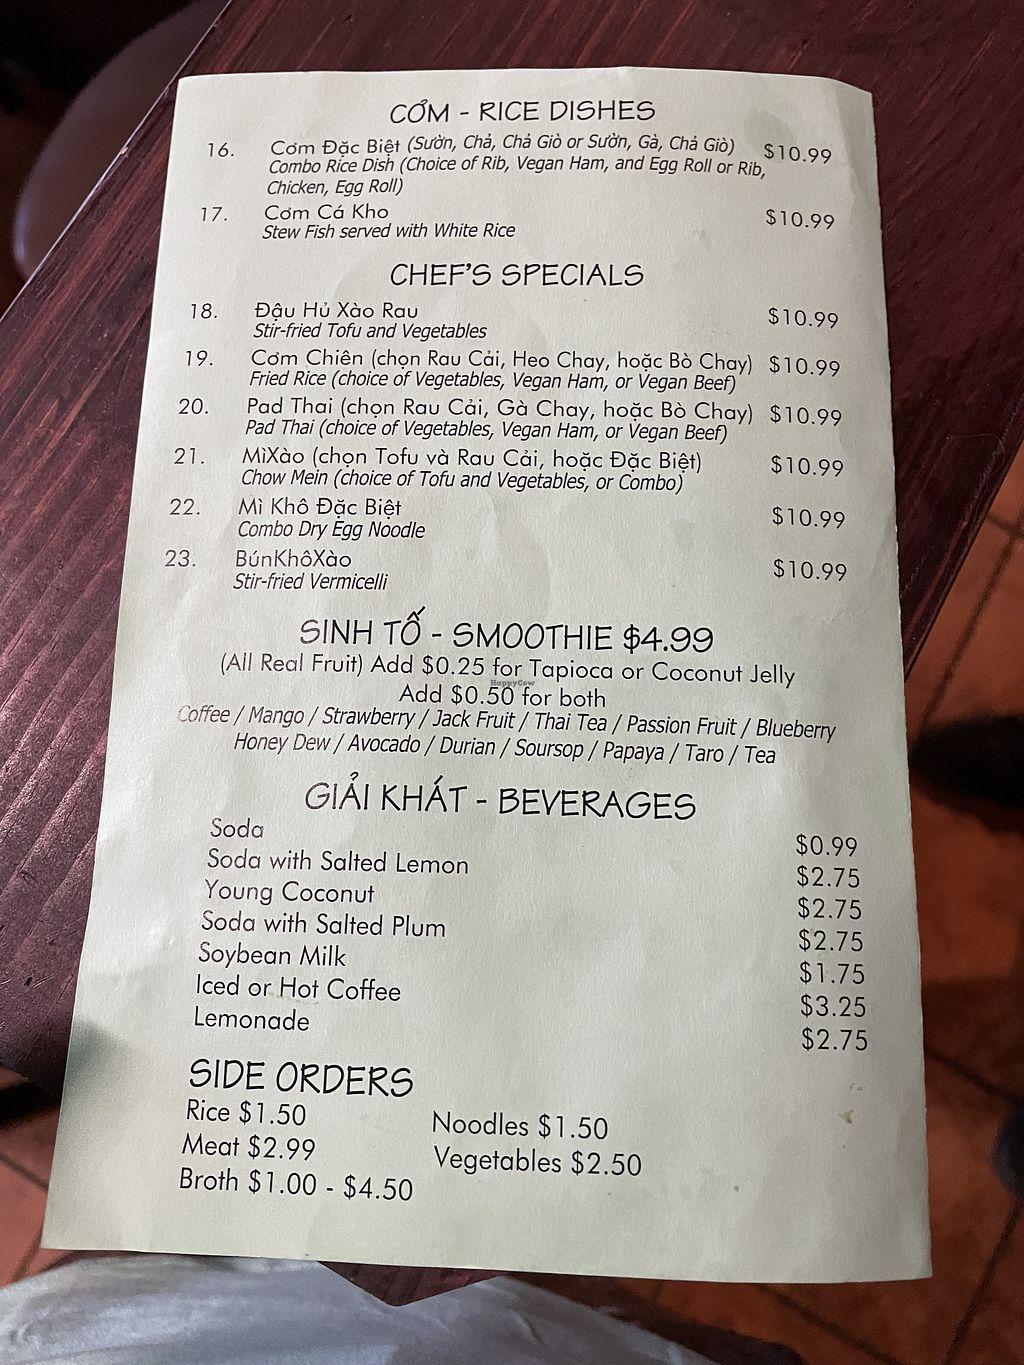 CƠM - RICE DISHES
16. Cơm Đặc Biệt (Sườn, Chả, Chả Giò or Sườn, Gà, Chả Giò) $10.99
Combo Rice Dish (Choice of Rib, Vegan Ham, and Egg Roll or Rib,
Chicken, Egg Roll)
17. Cơm Cá Kho $10.99
Stew Fish served with White Rice
CHEF'S SPECIALS
18. Đậu Hủ Xào Rau $10.99
Stir-fried Tofu and Vegetables
19. Cơm Chiên (chọn Rau Cải, Heo Chay, hoặc Bò Chay) $10.99
Fried Rice (choice of Vegetables, Vegan Ham, or Vegan Beef)
20. Pad Thai (chọn Rau Cải, Gà Chay, hoặc Bò Chay) $10.99
Pad Thai (choice of Vegetables, Vegan Ham, or Vegan Beef)
21. MìXào (chọn Tofu và Rau Cải, hoặc Đặc Biệt) $10.99
Chow Mein (choice of Tofu and Vegetables, or Combo)
22. Mì Khô Đặc Biệt $10.99
Combo Dry Egg Noodle
23. BúnKhôXào $10.99
Stir-fried Vermicelli
SINH TỐ - SMOOTHIE $4.99
(All Real Fruit) Add $0.25 for Tapioca or Coconut Jelly
HappyCow
Add $0.50 for both
Coffee / Mango / Strawberry / Jack Fruit / Thai Tea / Passion Fruit / Blueberry
Honey Dew / Avocado / Durian / Soursop / Papaya / Taro / Tea
GIẢI KHÁT - BEVERAGES
Soda $0.99
Soda with Salted Lemon $2.75
Young Coconut $2.75
Soda with Salted Plum $2.75
Soybean Milk $1.75
Iced or Hot Coffee $3.25
Lemonade $2.75
SIDE ORDERS
Rice $1.50 Noodles $1.50
Meat $2.99 Vegetables $2.50
Broth $1.00 - $4.50